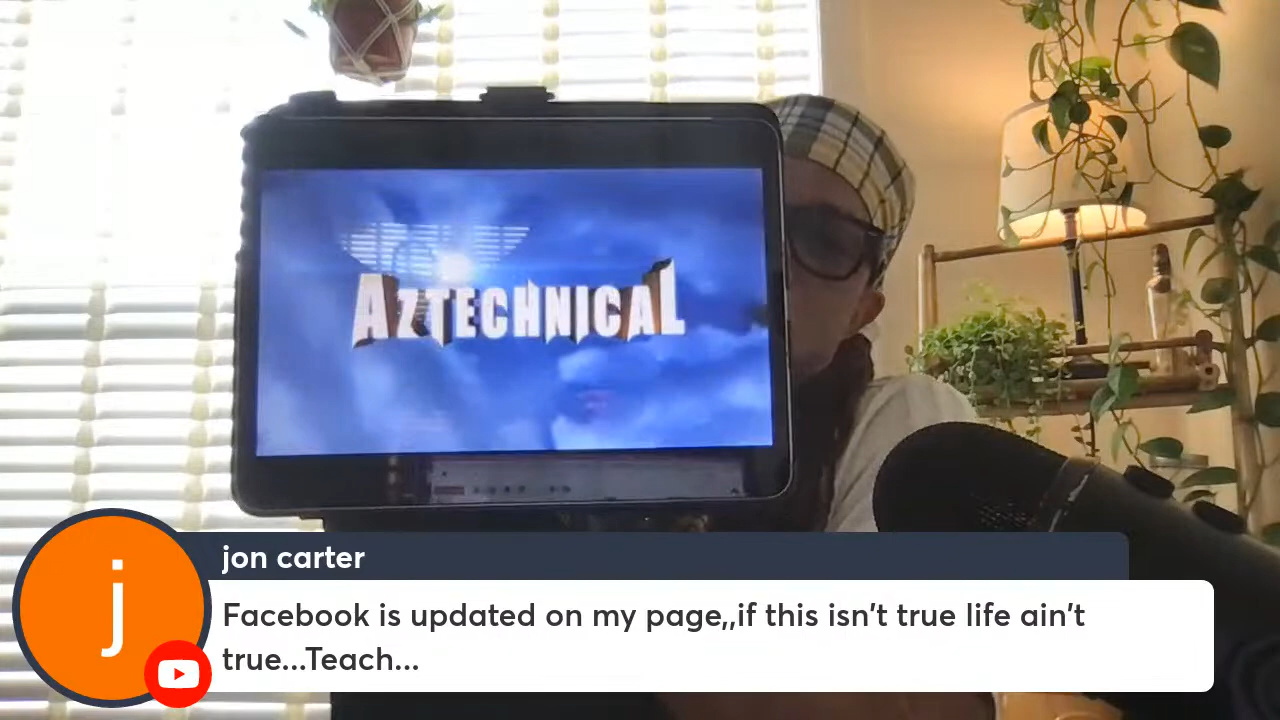 AZTECHNICAL
jon carter
Facebook is updated on my page,,if this isn't true life ain't
true...Teach...
j